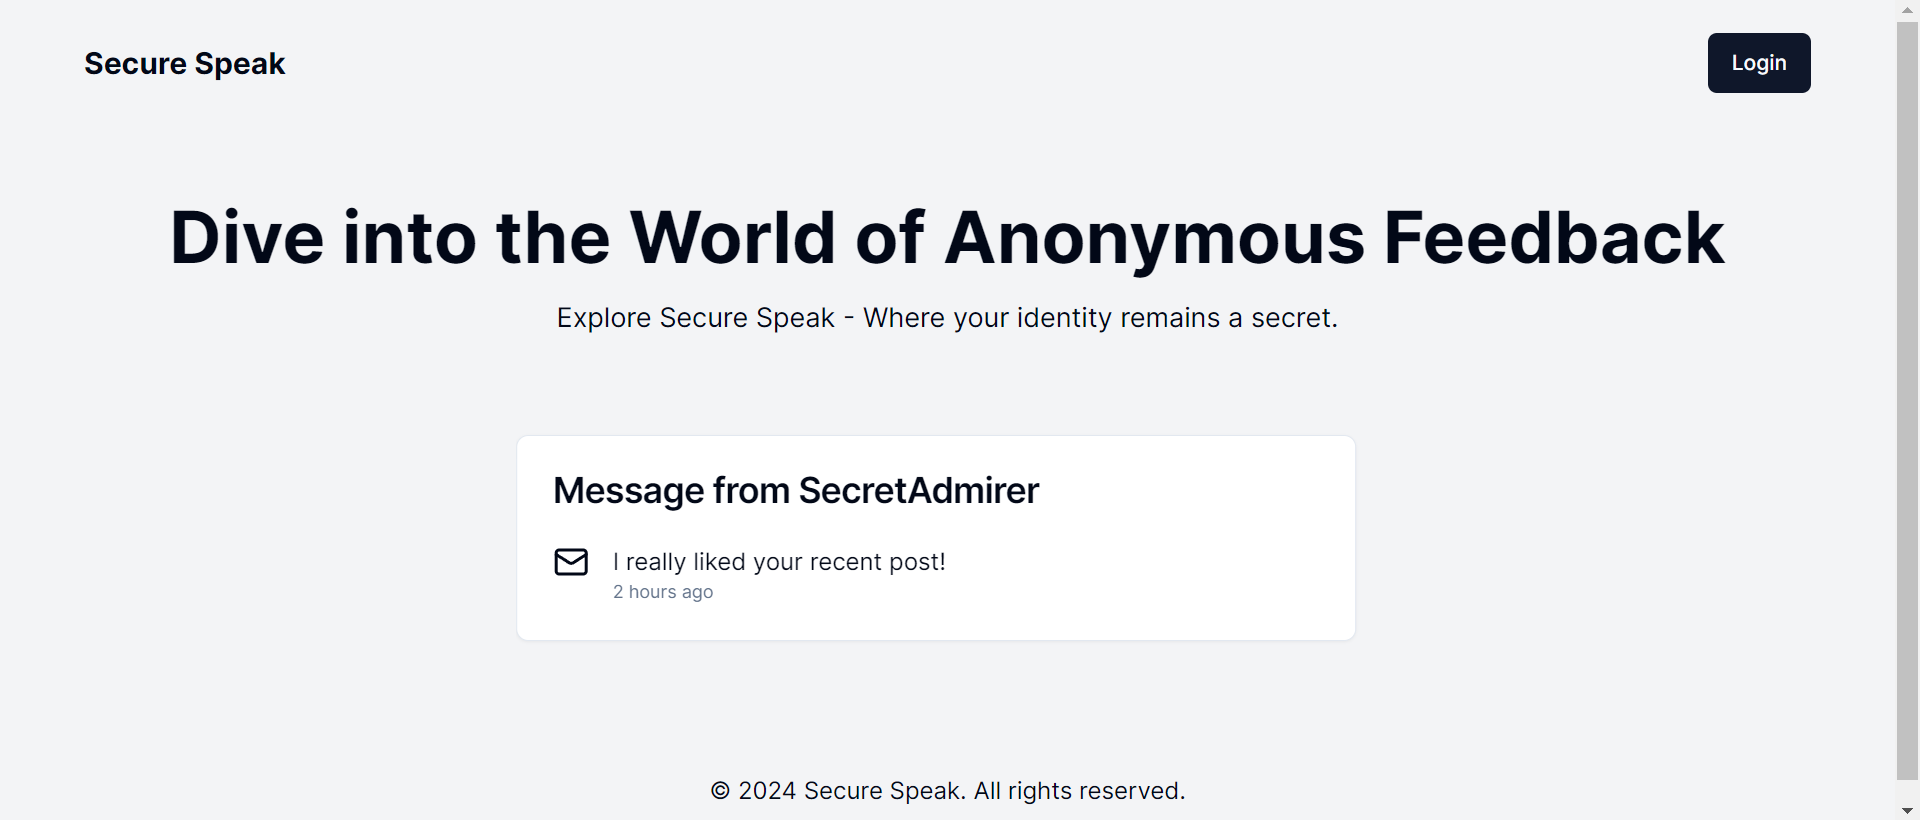 Secure Speak
Login
Dive into the World of Anonymous Feedback
Explore Secure Speak - Where your identity remains a secret.
Message from SecretAdmirer
I really liked your recent post!
2 hours ago
© 2024 Secure Speak. All rights reserved.